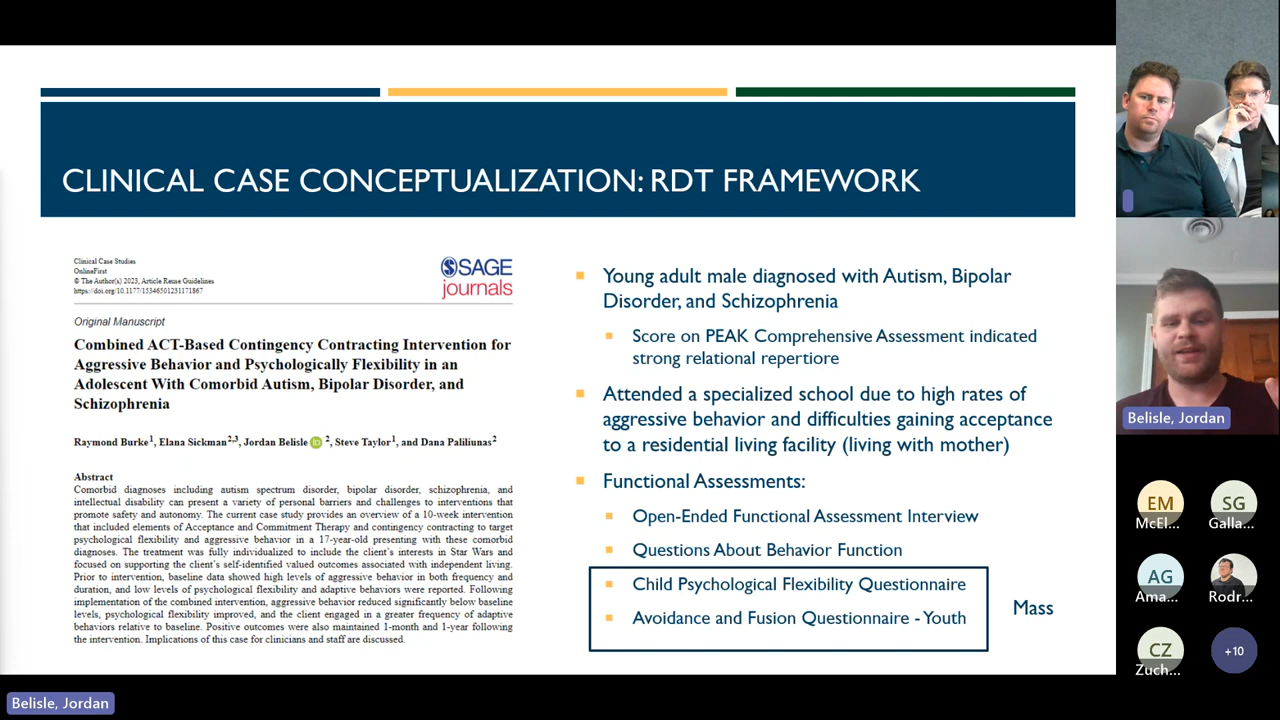 CLINICAL CASE CONCEPTUALIZATION: RDT FRAMEWORK
Clinical Case Studies
OnlineFirst
© The Author(s) 2023, Article Reuse Guidelines
https://doi.org/10.1177/15346501231171867
SAGE
journals
Original Manuscript
Combined ACT-Based Contingency Contracting Intervention for
Aggressive Behavior and Psychologically Flexibility in an
Adolescent With Comorbid Autism, Bipolar Disorder, and
Schizophrenia
Raymond Burke1, Elana Sickman2,3, Jordan Belisle iD 2, Steve Taylor1, and Dana Paliliunas2
Abstract
Comorbid diagnoses including autism spectrum disorder, bipolar disorder, schizophrenia, and
intellectual disability can present a variety of personal barriers and challenges to interventions that
promote safety and autonomy. The current case study provides an overview of a 10-week intervention
that included elements of Acceptance and Commitment Therapy and contingency contracting to target
psychological flexibility and aggressive behavior in a 17-year-old presenting with these comorbid
diagnoses. The treatment was fully individualized to include the client's interests in Star Wars and
focused on supporting the client's self-identified valued outcomes associated with independent living.
Prior to intervention, baseline data showed high levels of aggressive behavior in both frequency and
duration, and low levels of psychological flexibility and adaptive behaviors were reported. Following
implementation of the combined intervention, aggressive behavior reduced significantly below baseline
levels, psychological flexibility improved, and the client engaged in a greater frequency of adaptive
behaviors relative to baseline. Positive outcomes were also maintained 1-month and 1-year following
the intervention. Implications of this case for clinicians and staff are discussed.
Young adult male diagnosed with Autism, Bipolar
Disorder, and Schizophrenia
Score on PEAK Comprehensive Assessment indicated
strong relational repertiore
Attended a specialized school due to high rates of
aggressive behavior and difficulties gaining acceptance
to a residential living facility (living with mother)
Functional Assessments:
Open-Ended Functional Assessment Interview
Questions About Behavior Function
Child Psychological Flexibility Questionnaire
Avoidance and Fusion Questionnaire - Youth
Mass
Belisle, Jordan
EM
McEl...
SG
Galla...
AG
Ama...
Rodr...
CZ
Zuch...
+10
Belisle, Jordan